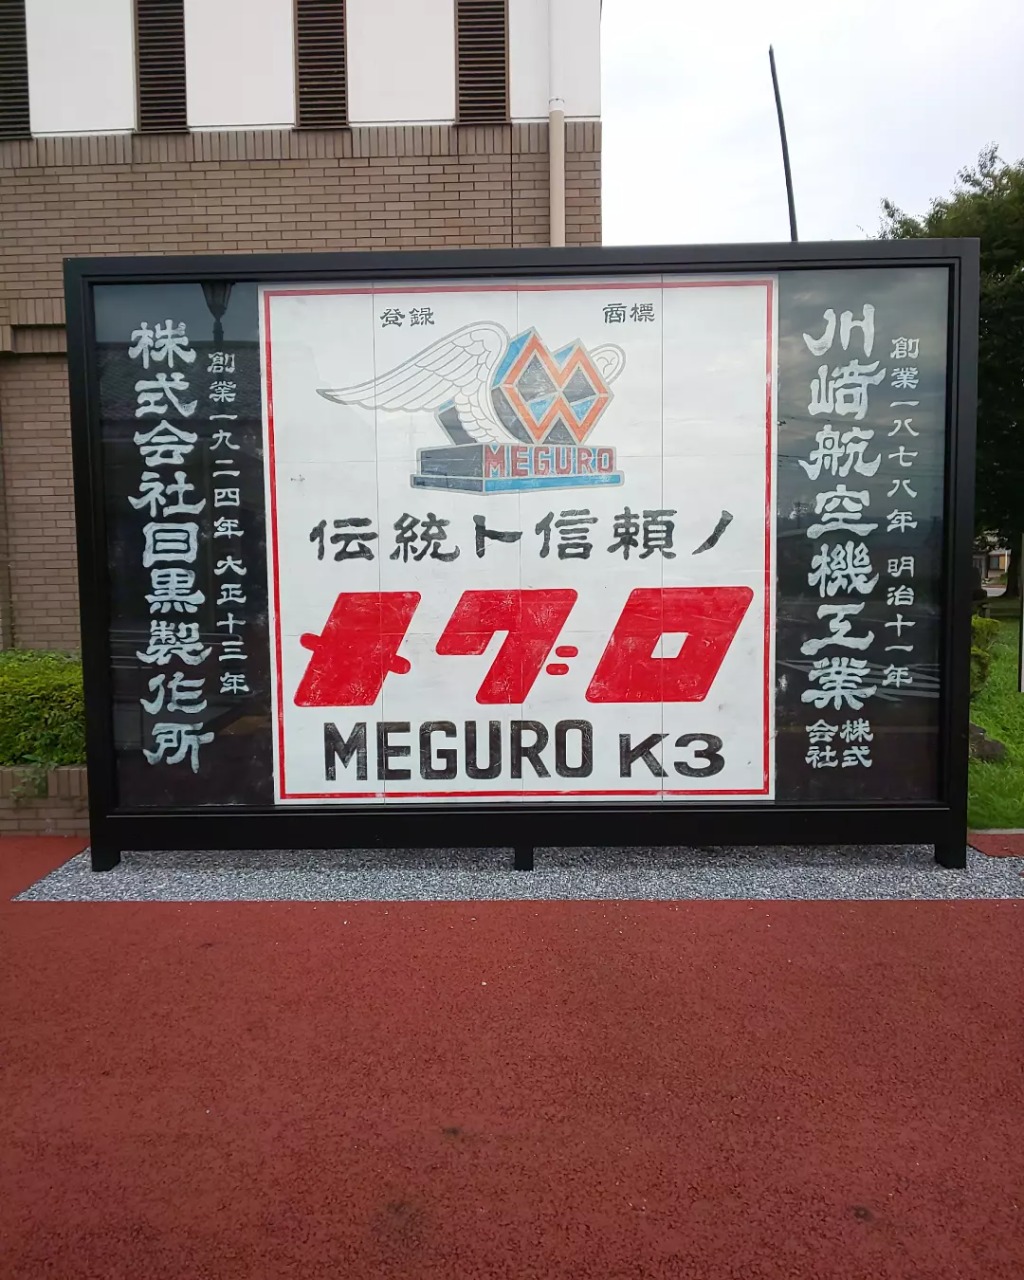 川崎航空機工業
株式
会社
創業一八七八年 明治十一年
登録 商標
MEGURO
伝統ト信頼ノ
メグロ
MEGURO K3
創業一九二四年 大正十三年
株式会社目黒製作所